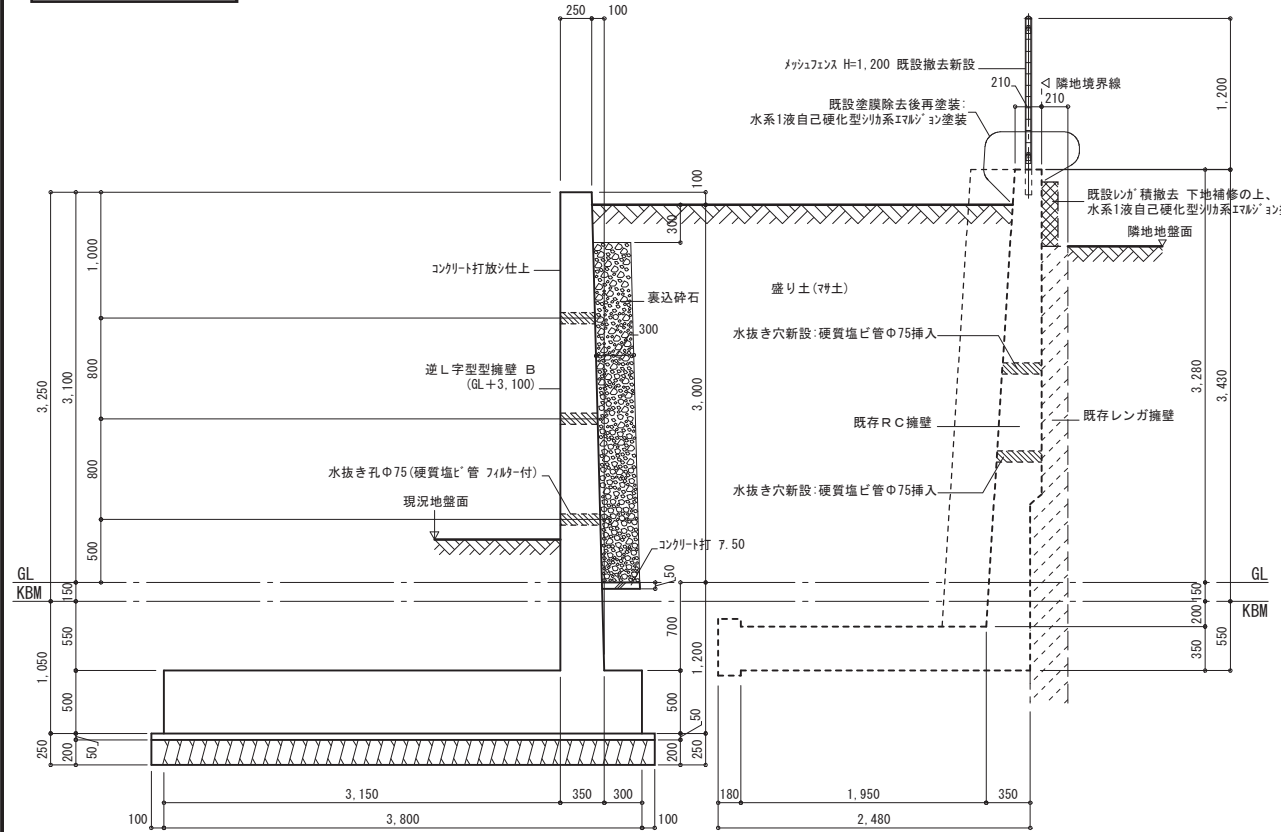 250
100
メッシュフェンス H=1,200 既設撤去新設
210
隣地境界線
210
1,200
既設塗膜除去後再塗装:
水系1液自己硬化型シリカ系エマルジョン塗装
100
既設レンガ積撤去 下地補修の上、
水系1液自己硬化型シリカ系エマルジョン
隣地地盤面
300
1,000
コンクリート打放シ仕上
裏込砕石
盛り土(マサ土)
300
水抜き穴新設:硬質塩ビ管Φ75挿入
逆L字型型擁壁 B
(GL+3,100)
800
3,250
3,100
3,000
3,280
3,430
既存RC擁壁
既存レンガ擁壁
800
水抜き孔Φ75(硬質塩ビ管 フィルター付)
水抜き穴新設:硬質塩ビ管Φ75挿入
現況地盤面
500
コンクリート打 7.50
50
GL
GL
KBM
150
150
KBM
200
550
700
550
350
1,050
1,200
500
500
50
250
200
50
200
250
3,150
350
300
180
1,950
350
100
3,800
100
2,480